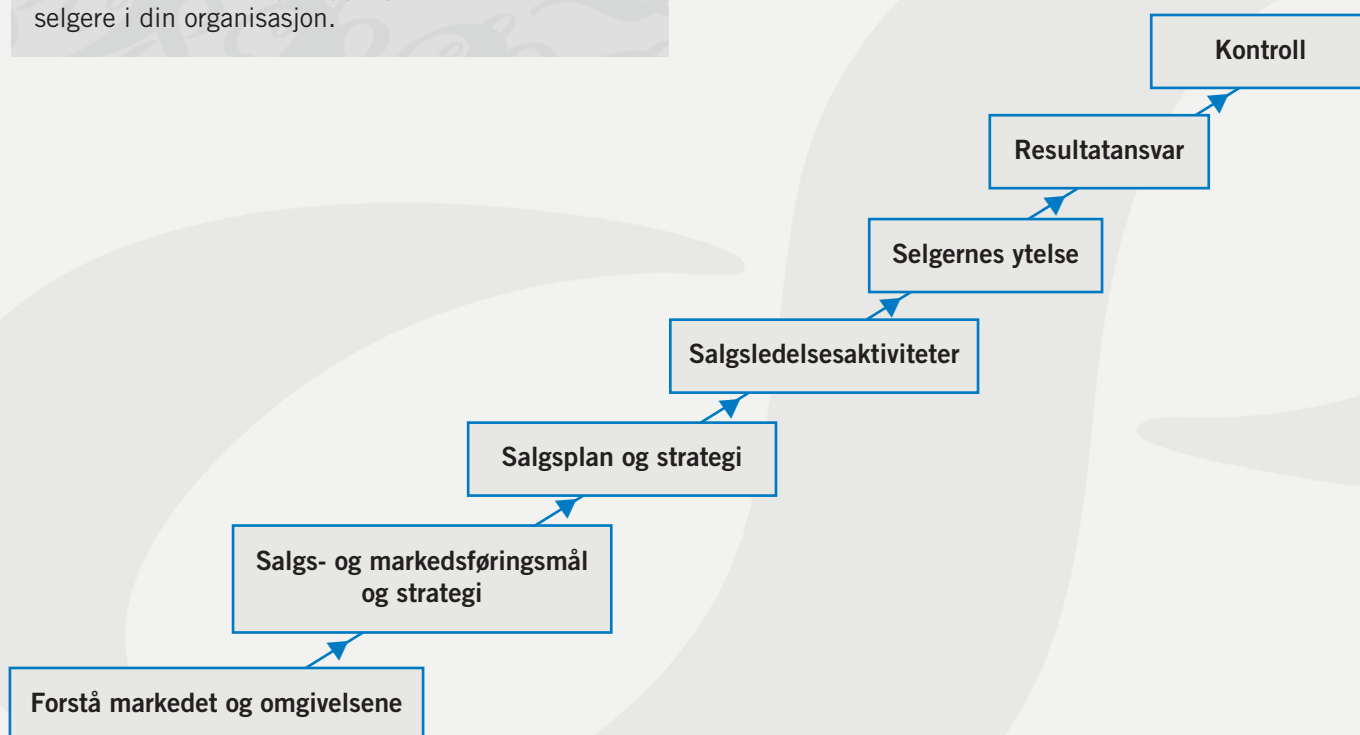 selgere i din organisasjon.
Kontroll
Resultatansvar
Selgernes ytelse
Salgsledelsesaktiviteter
Salgsplan og strategi
Salgs- og markedsføringsmål
og strategi
Forstå markedet og omgivelsene